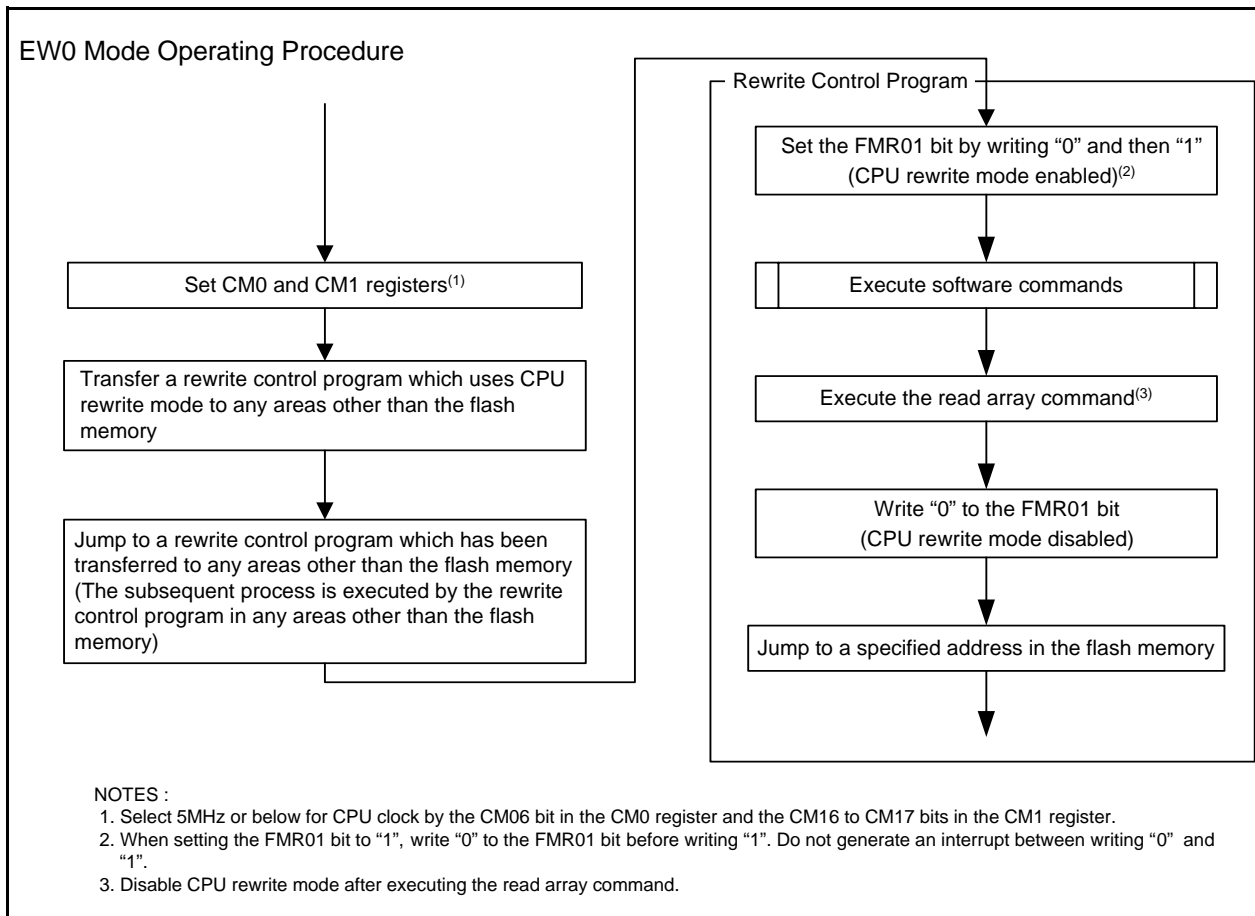 EW0 Mode Operating Procedure
Set CM0 and CM1 registers(1)
Transfer a rewrite control program which uses CPU
rewrite mode to any areas other than the flash
memory
Jump to a rewrite control program which has been
transferred to any areas other than the flash memory
(The subsequent process is executed by the rewrite
control program in any areas other than the flash
memory)
Rewrite Control Program
Set the FMR01 bit by writing “0” and then “1”
(CPU rewrite mode enabled)(2)
Execute software commands
Execute the read array command(3)
Write “0” to the FMR01 bit
(CPU rewrite mode disabled)
Jump to a specified address in the flash memory
NOTES :
1. Select 5MHz or below for CPU clock by the CM06 bit in the CM0 register and the CM16 to CM17 bits in the CM1 register.
2. When setting the FMR01 bit to “1”, write “0” to the FMR01 bit before writing “1”. Do not generate an interrupt between writing “0” and
“1”.
3. Disable CPU rewrite mode after executing the read array command.